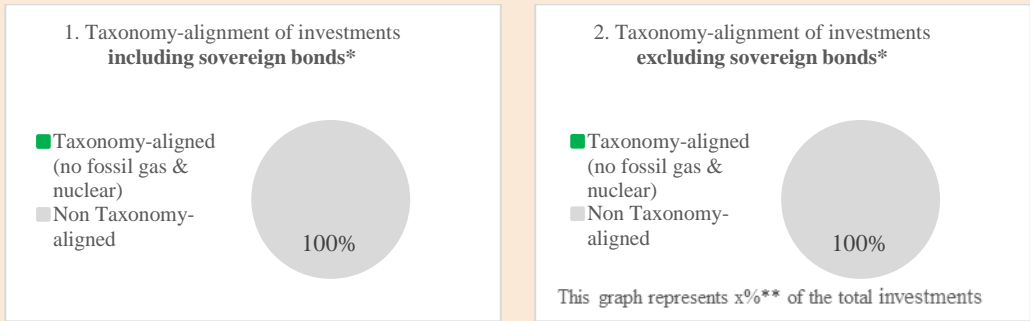 1. Taxonomy-alignment of investments
including sovereign bonds*
Taxonomy-aligned
(no fossil gas &
nuclear)
Non Taxonomy-
aligned
100%
2. Taxonomy-alignment of investments
excluding sovereign bonds*
Taxonomy-aligned
(no fossil gas &
nuclear)
Non Taxonomy-
aligned
100%
This graph represents x%** of the total investments